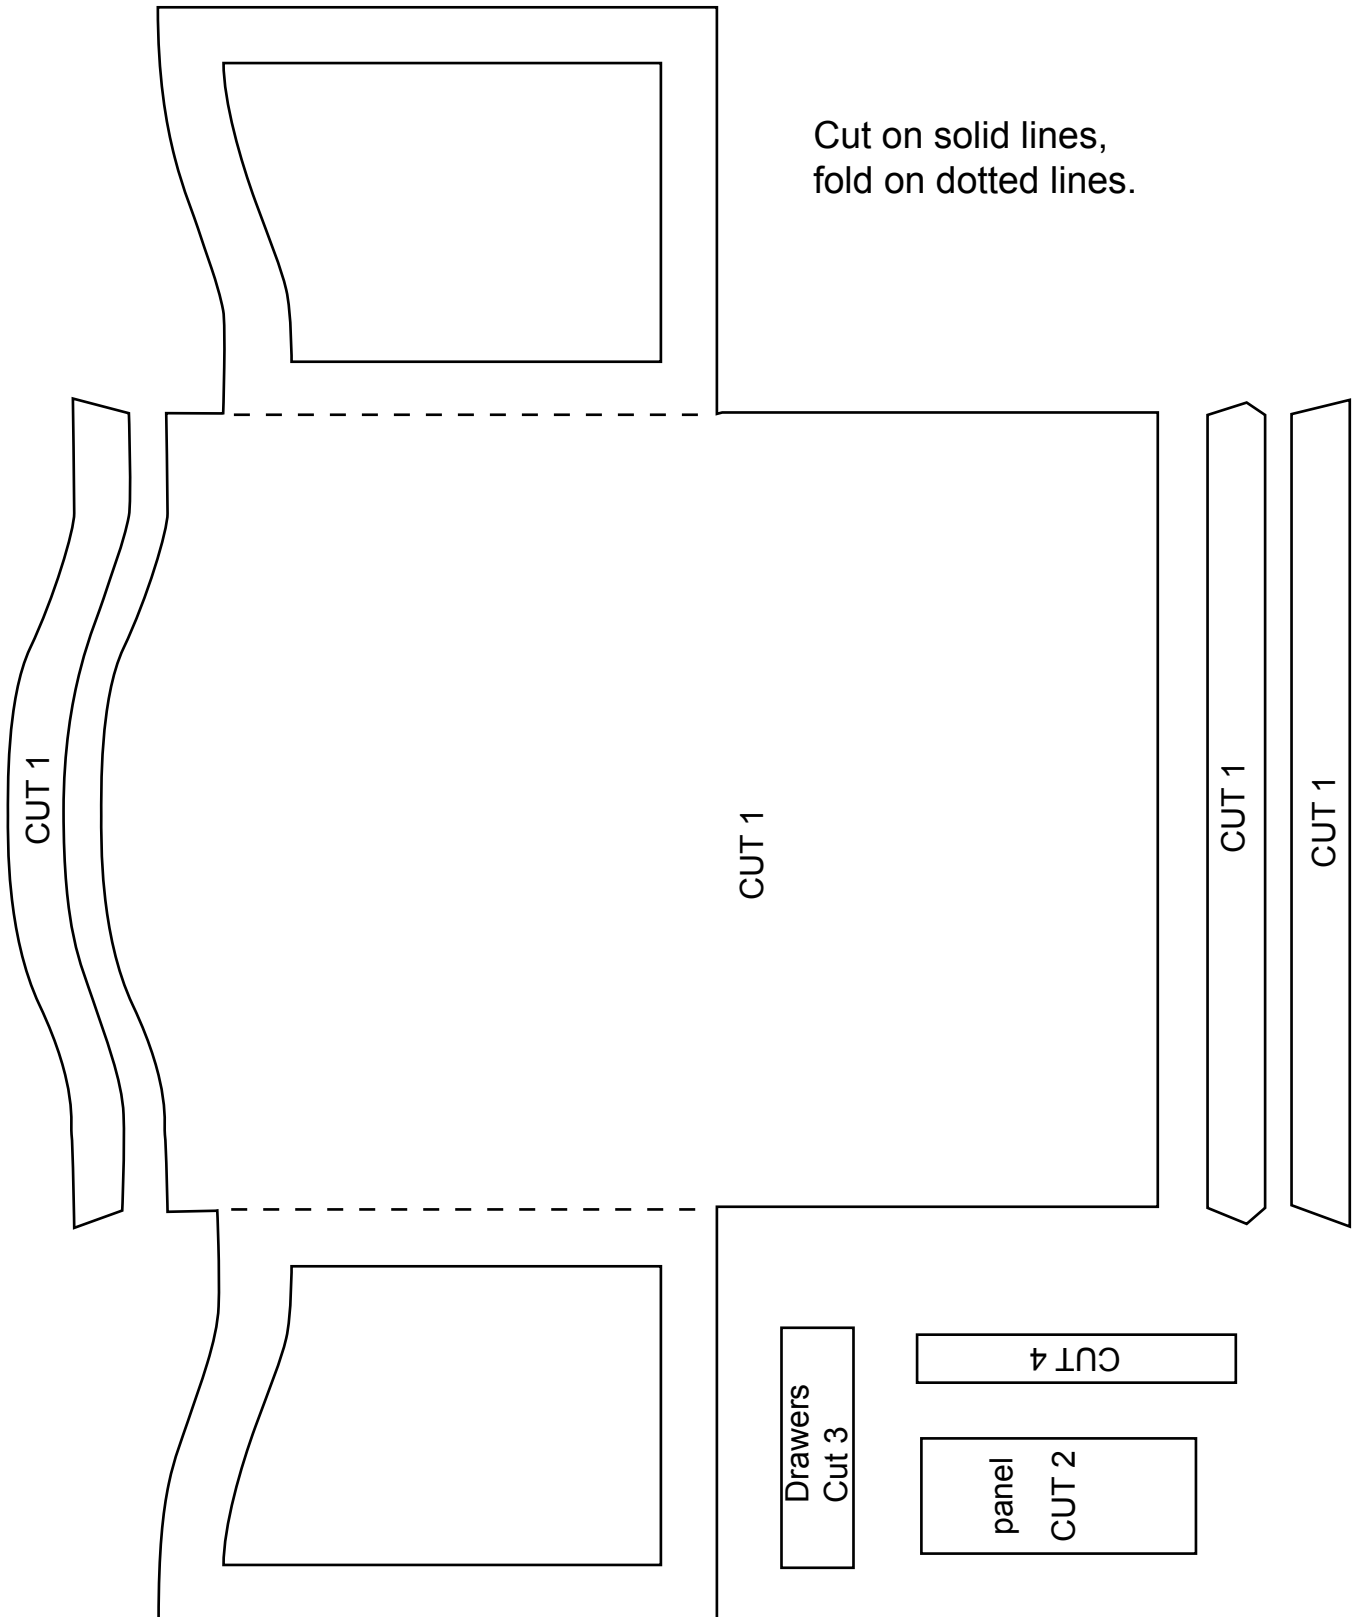 Cut on solid lines,
fold on dotted lines.
CUT 1
CUT 1
CUT 1
CUT 1
Drawers
Cut 3
CUT 4
panel
CUT 2